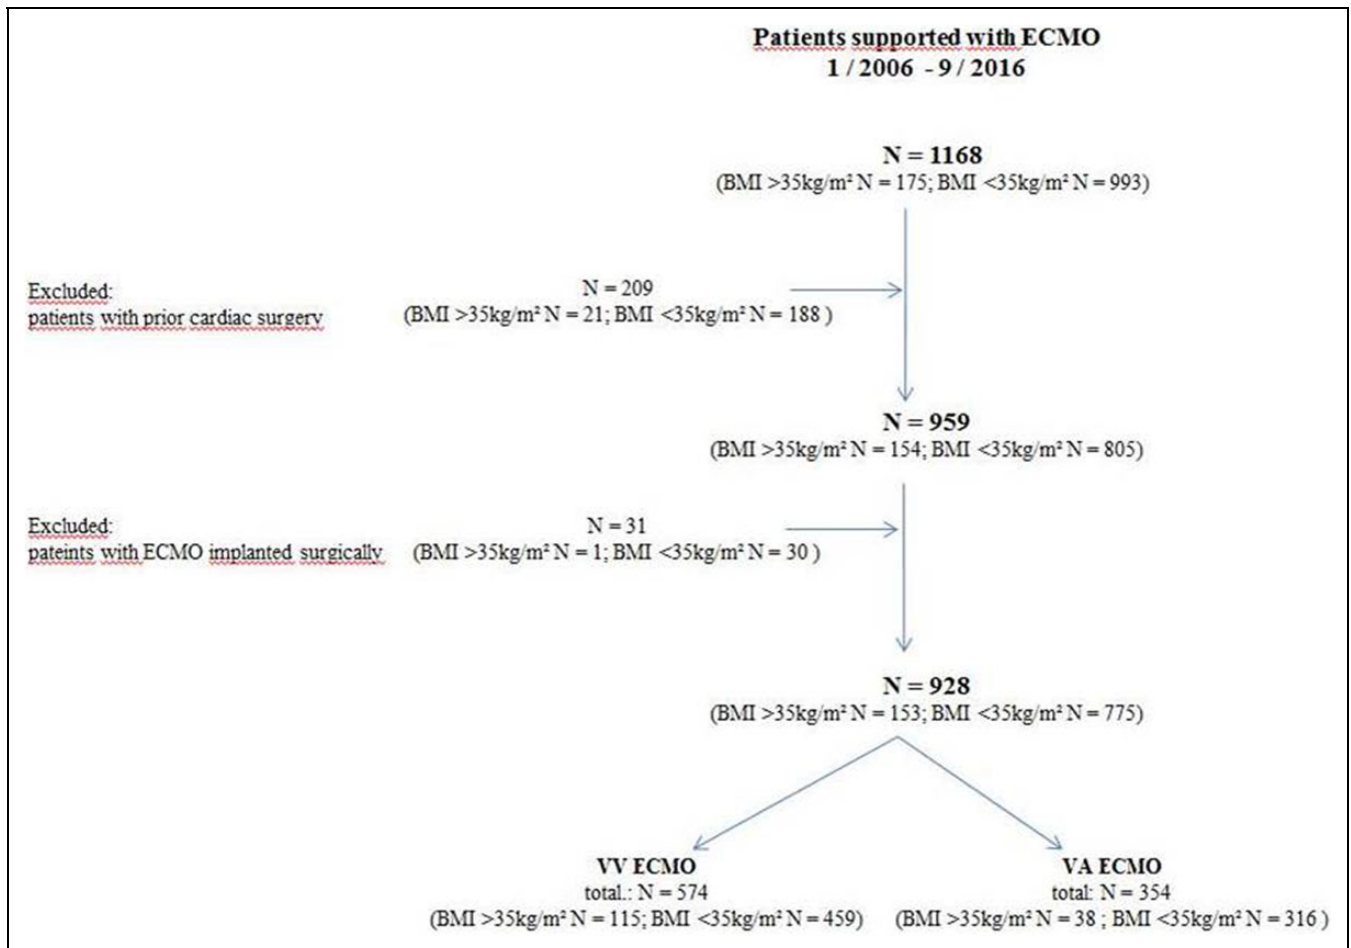 Patients supported with ECMO
1 / 2006 - 9 / 2016
N = 1168
(BMI >35kg/m² N = 175; BMI <35kg/m² N = 993)
Excluded:
patients with prior cardiac surgery
N = 209
(BMI >35kg/m² N = 21; BMI <35kg/m² N = 188 )
N = 959
(BMI >35kg/m² N = 154; BMI <35kg/m² N = 805)
Excluded:
pateints with ECMO implanted surgically
N = 31
(BMI >35kg/m² N = 1; BMI <35kg/m² N = 30 )
N = 928
(BMI >35kg/m² N = 153; BMI <35kg/m² N = 775)
VV ECMO
total.: N = 574
(BMI >35kg/m² N = 115; BMI <35kg/m² N = 459)
VA ECMO
total: N = 354
(BMI >35kg/m² N = 38 ; BMI <35kg/m² N = 316 )